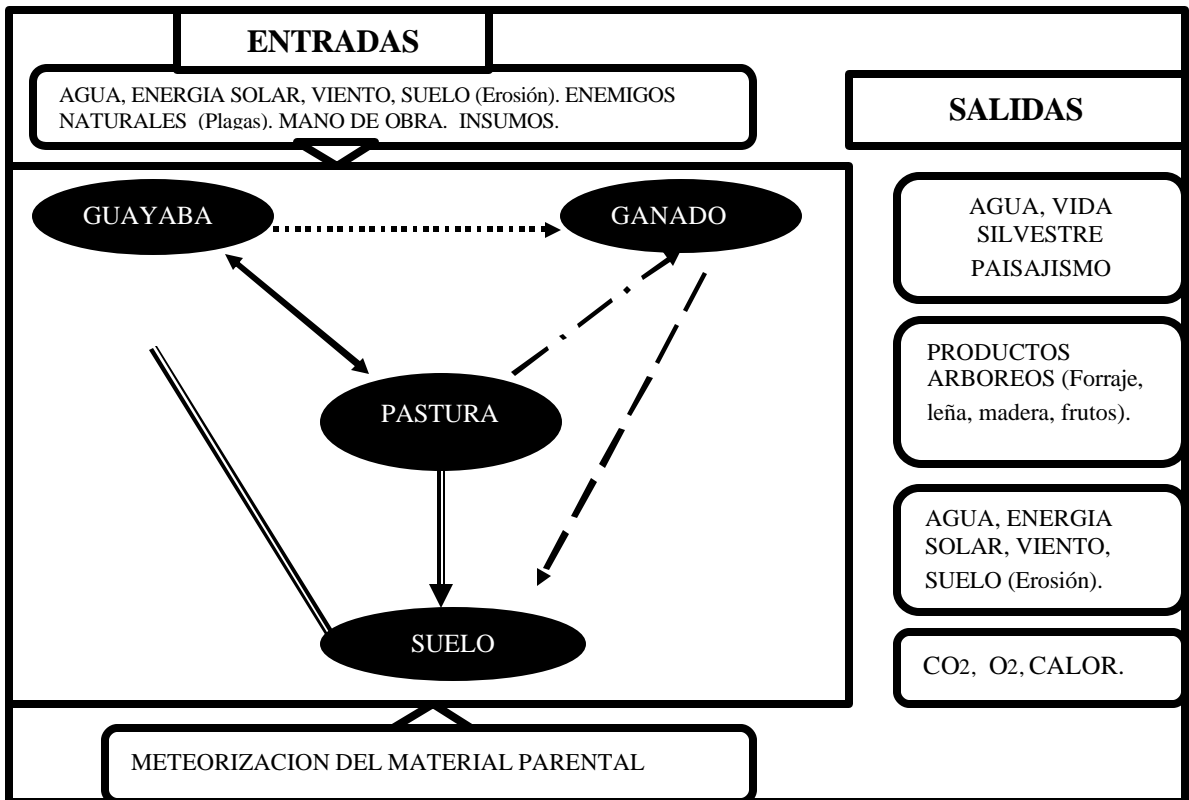 ENTRADAS
AGUA, ENERGIA SOLAR, VIENTO, SUELO (Erosión). ENEMIGOS
NATURALES (Plagas). MANO DE OBRA. INSUMOS.
SALIDAS
GUAYABA
GANADO
PASTURA
SUELO
AGUA, VIDA
SILVESTRE
PAISAJISMO
PRODUCTOS
ARBOREOS (Forraje,
leña, madera, frutos).
AGUA, ENERGIA
SOLAR, VIENTO,
SUELO (Erosión).
CO2, O2, CALOR.
METEORIZACION DEL MATERIAL PARENTAL